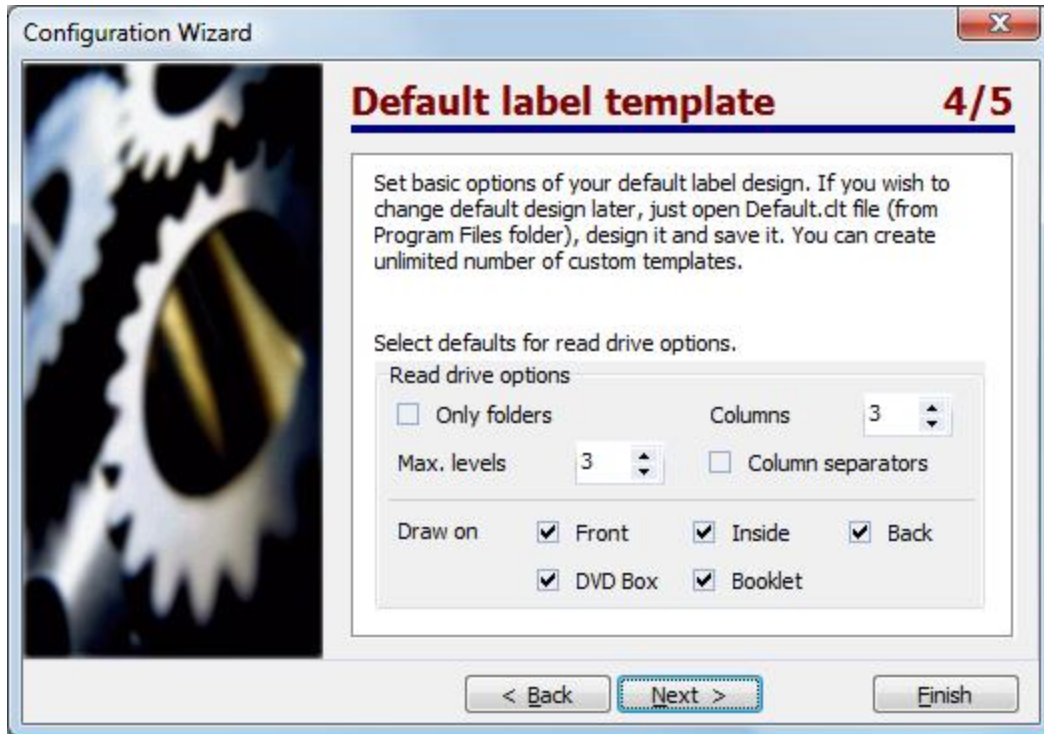 Configuration Wizard
Default label template 4/5
Set basic options of your default label design. If you wish to
change default design later, just open Default.clt file (from
Program Files folder), design it and save it. You can create
unlimited number of custom templates.
Select defaults for read drive options.
Read drive options
Only folders Columns 3
Max. levels 3 Column separators
Draw on Front Inside Back
DVD Box Booklet
< Back Next > Finish